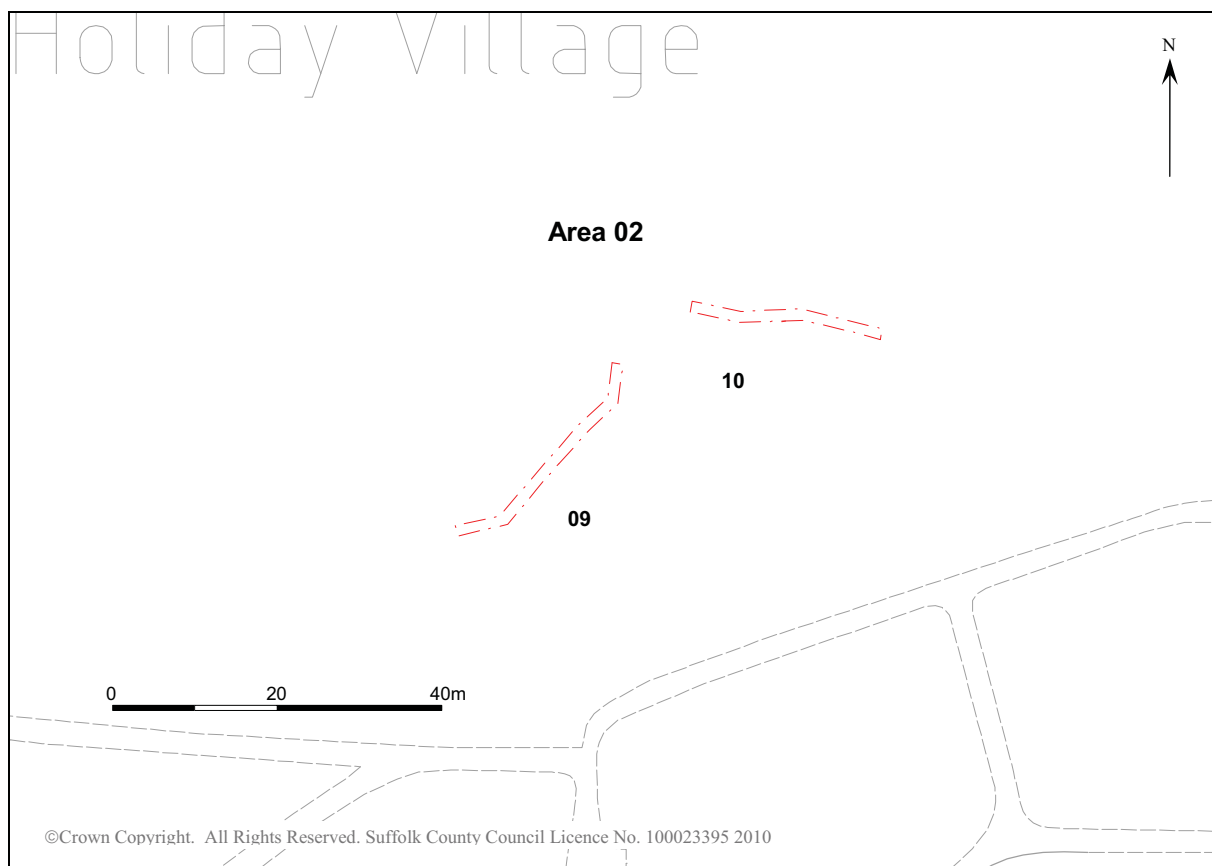 Holiday Village
N
Area 02
10
09
0 20 40m
©Crown Copyright. All Rights Reserved. Suffolk County Council Licence No. 100023395 2010